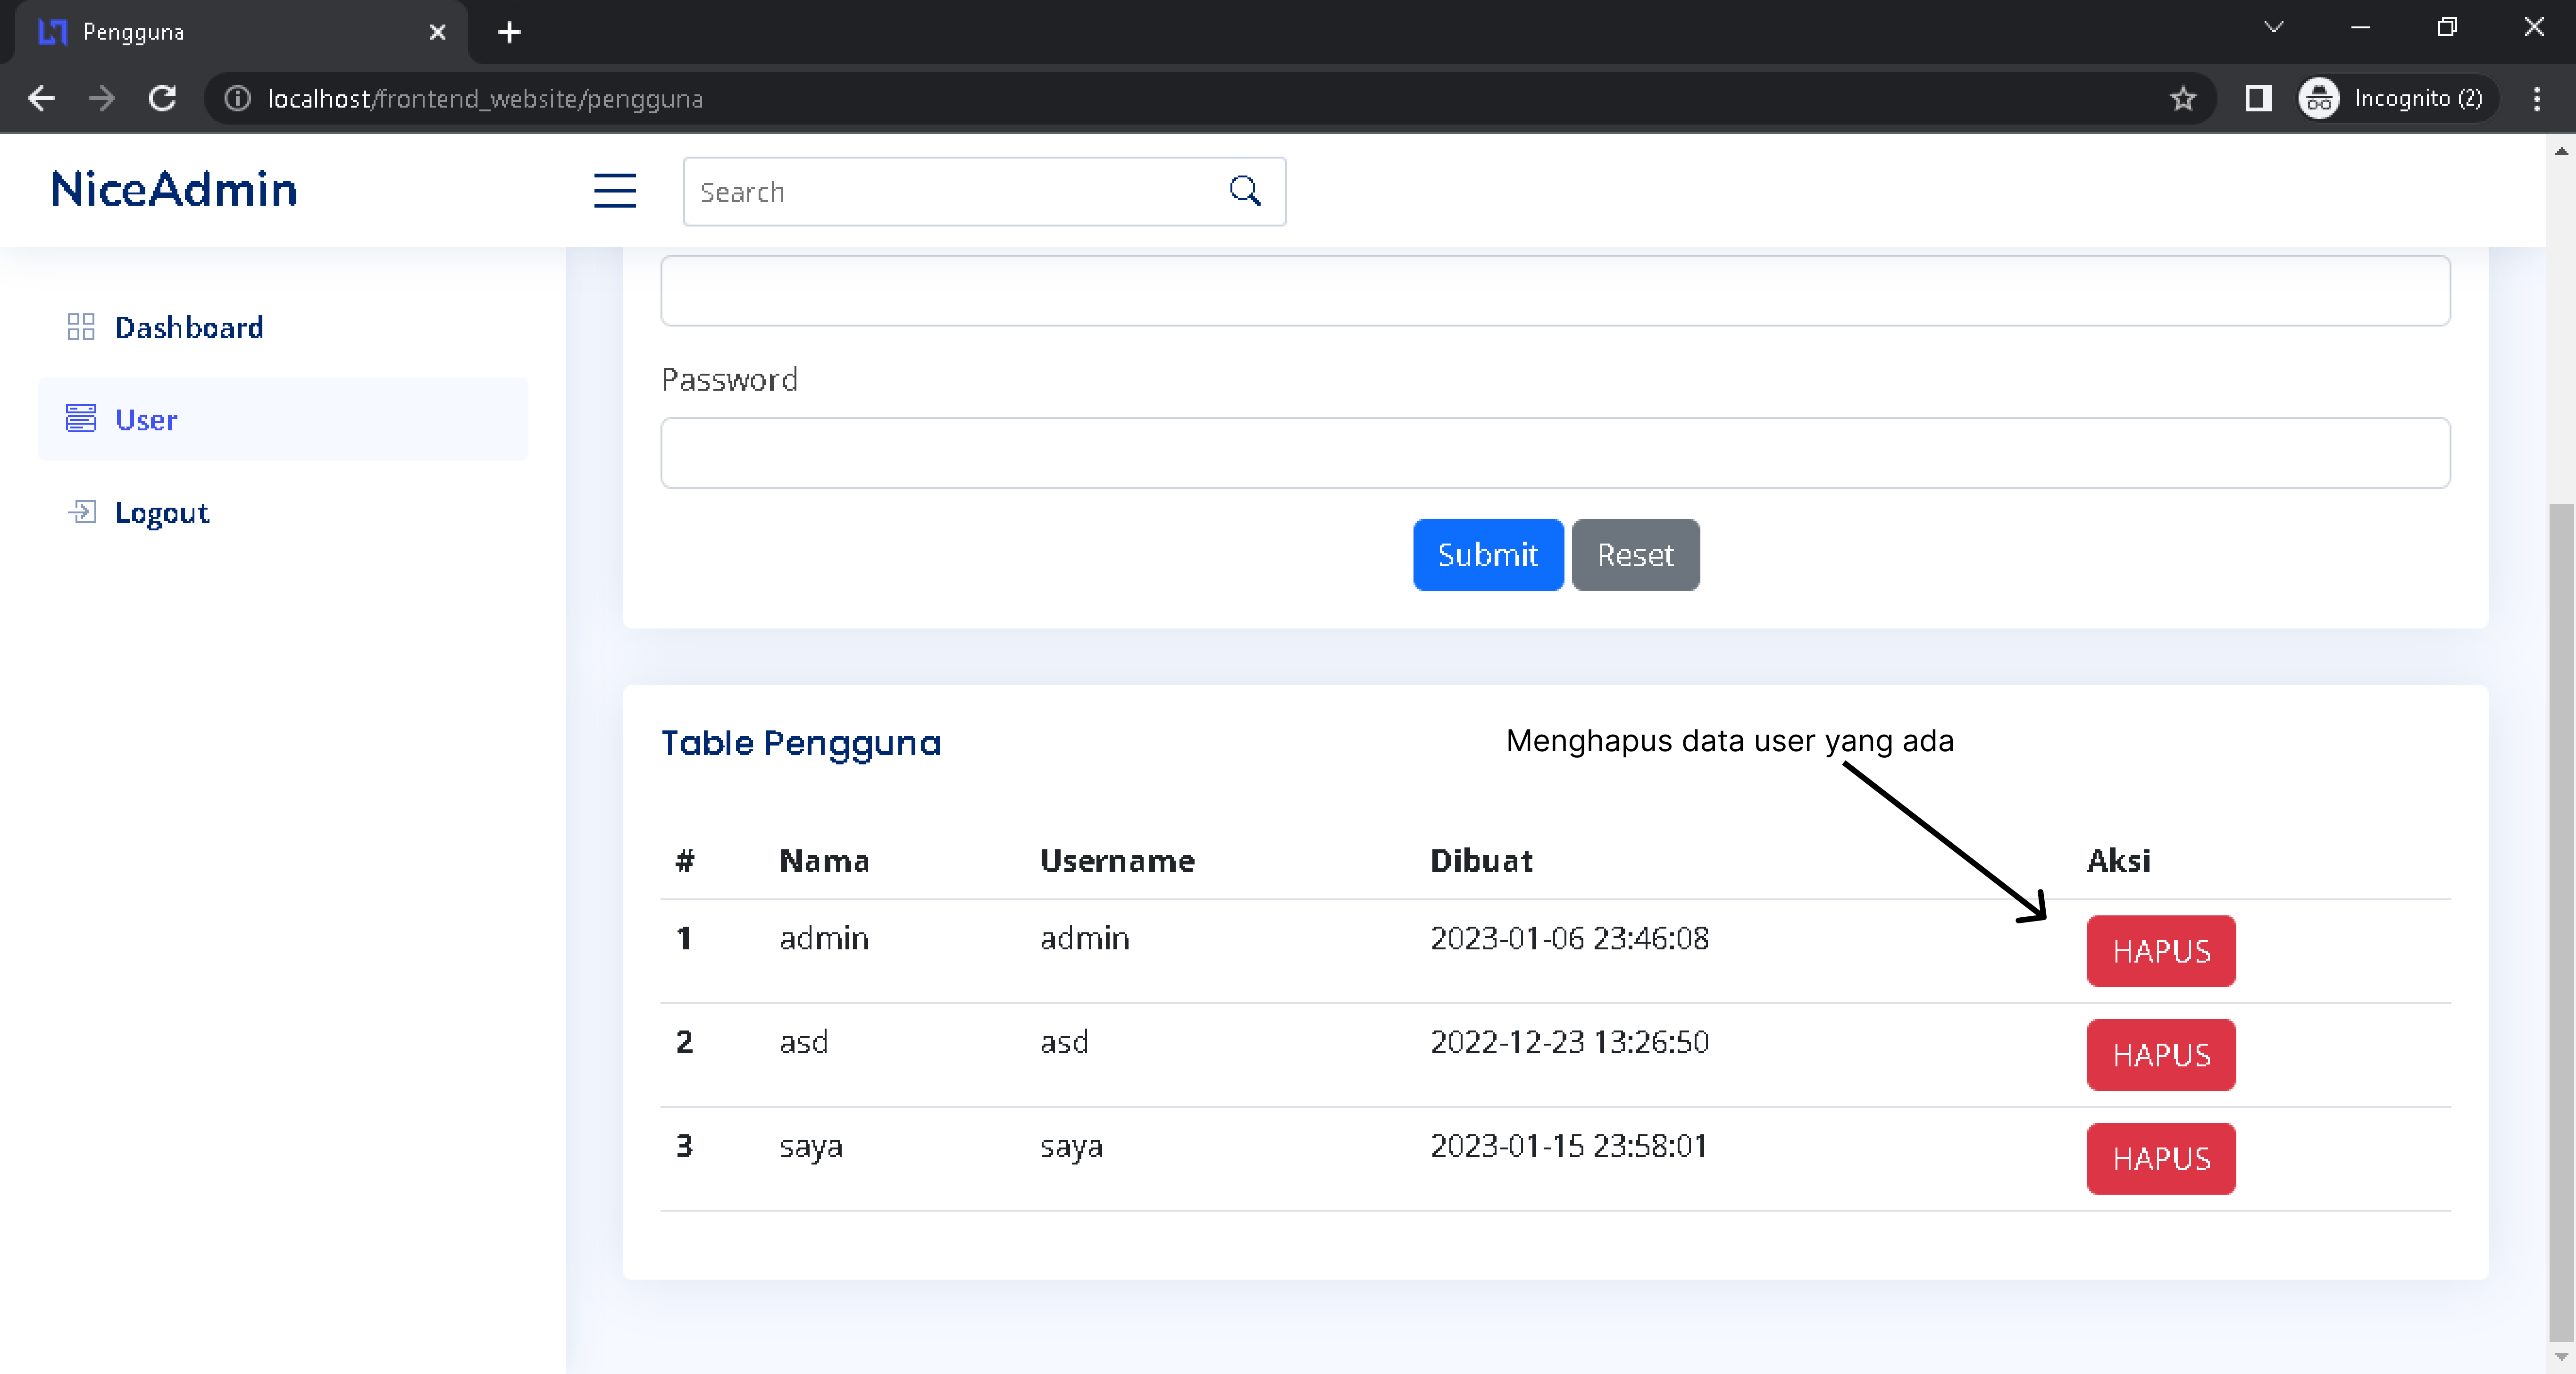 Pengguna
localhost/frontend_website/pengguna
Incognito (2)
NiceAdmin
Search
Dashboard
User
Logout
Password
Submit Reset
Table Pengguna
Menghapus data user yang ada
# Nama Username Dibuat Aksi
1 admin admin 2023-01-06 23:46:08 HAPUS
2 asd asd 2022-12-23 13:26:50 HAPUS
3 saya saya 2023-01-15 23:58:01 HAPUS